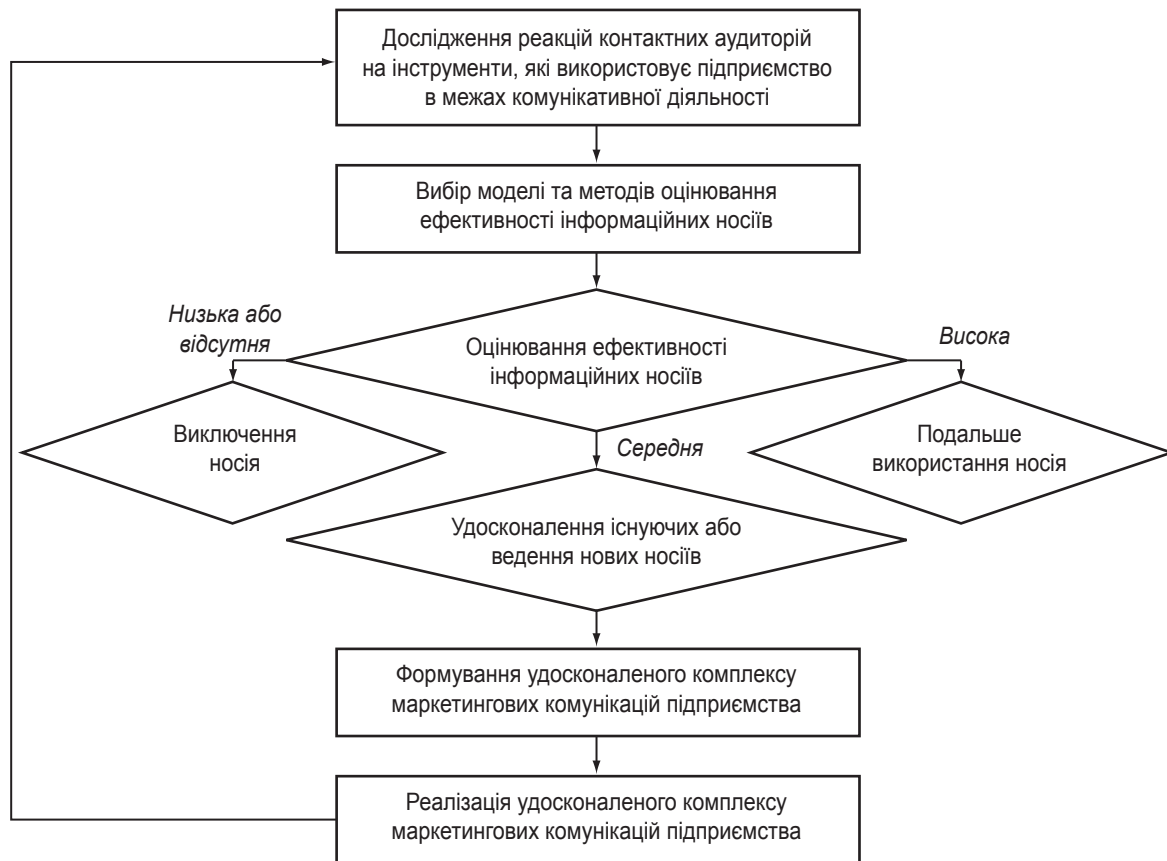 Дослідження реакцій контактних аудиторій
на інструменти, які використовує підприємство
в межах комунікативної діяльності
Вибір моделі та методів оцінювання
ефективності інформаційних носіїв
Низька або
відсутня
Оцінювання ефективності
інформаційних носіїв
Висока
Виключення
носія
Середня
Подальше
використання носія
Удосконалення існуючих або
ведення нових носіїв
Формування удосконаленого комплексу
маркетингових комунікацій підприємства
Реалізація удосконаленого комплексу
маркетингових комунікацій підприємства